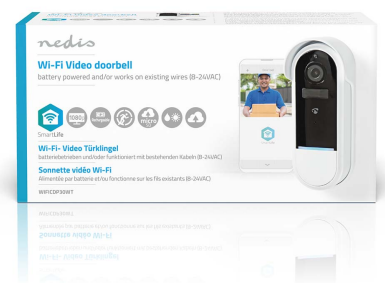 nedis
Wi-Fi Video doorbell
battery powered and/or works on existing wires (8-24VAC)
1080p
micro
SmartLife
Wi-Fi- Video Türklingel
batteriebetrieben und/oder funktioniert mit bestehenden Kabeln (8-24VAC)
Sonnette vidéo Wi-Fi
Alimentée par batterie et/ou fonctionne sur les fils existants (8-24VAC)
WIFICDP30WT